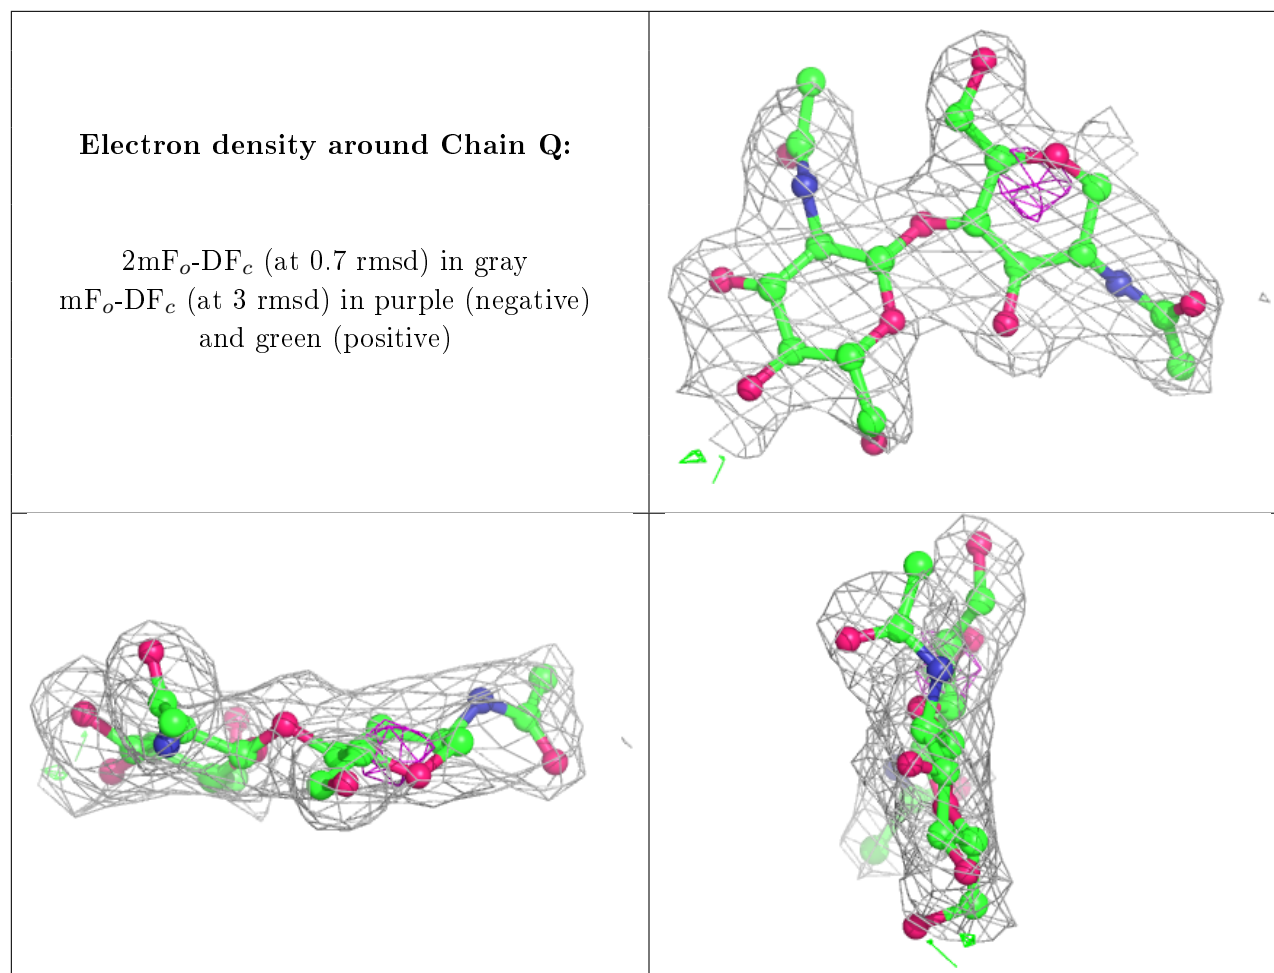 Electron density around Chain Q:
2mFo-DFc (at 0.7 rmsd) in gray
mFo-DFc (at 3 rmsd) in purple (negative)
and green (positive)